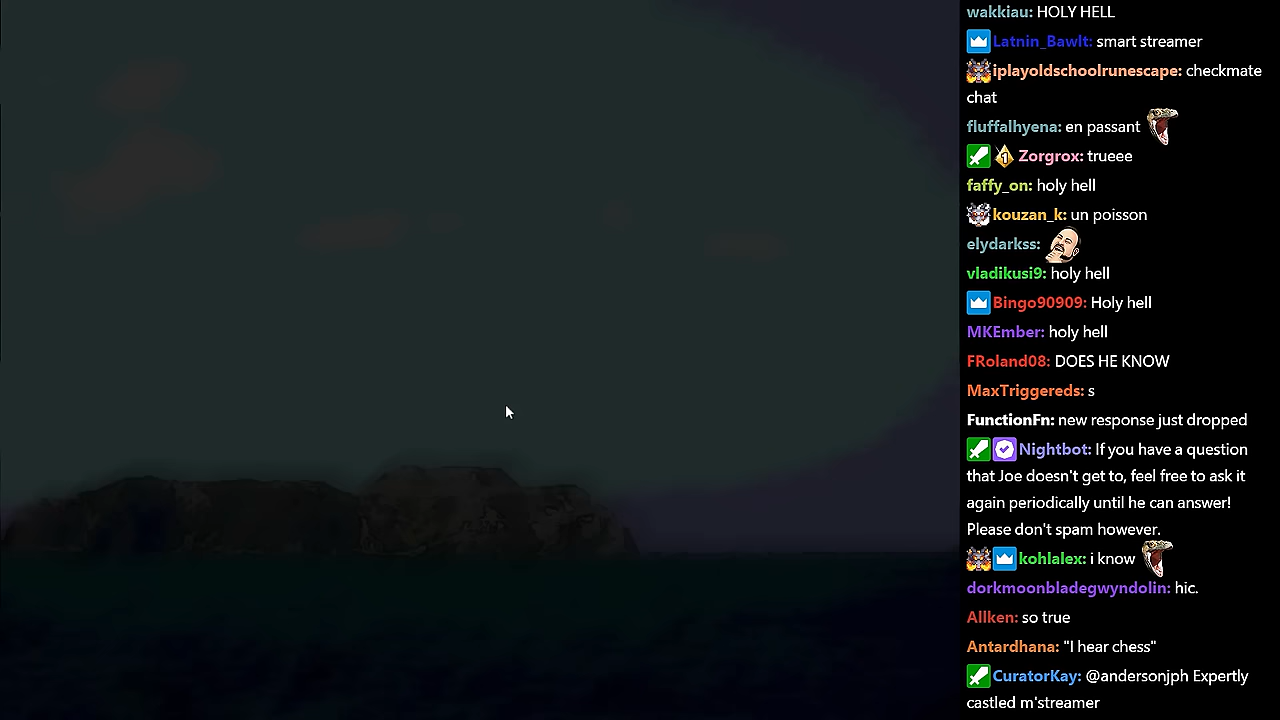 wakkiau: HOLY HELL
Latnin_Bawlt: smart streamer
iplayoldschoolrunescape: checkmate
chat
fluffalhyena: en passant
Zorgrox: trueee
faffy_on: holy hell
kouzan_k: un poisson
elydarkss:
vladikusi9: holy hell
Bingo90909: Holy hell
MKEmber: holy hell
FRoland08: DOES HE KNOW
MaxTriggereds: s
FunctionFn: new response just dropped
Nightbot: If you have a question
that Joe doesn't get to, feel free to ask it
again periodically until he can answer!
Please don't spam however.
kohlalex: i know
dorkmoonbladegwyndolin: hic.
Allken: so true
Antardhana: "I hear chess"
CuratorKay: @andersonjph Expertly
castled m'streamer